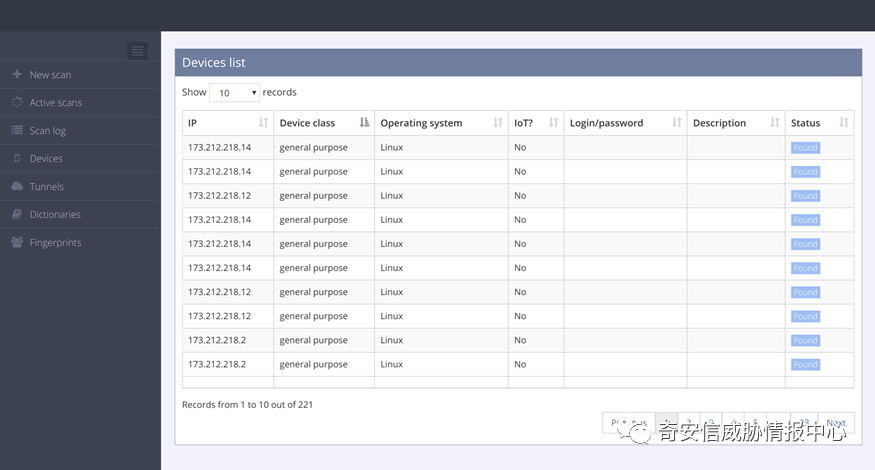 Devices list
Show 10 records
New scan
Active scans
Scan log
Devices
Tunnels
Dictionaries
Fingerprints
IP Device class Operating system IoT? Login/password Description Status
173.212.218.14 general purpose Linux No Found
173.212.218.14 general purpose Linux No Found
173.212.218.12 general purpose Linux No Found
173.212.218.14 general purpose Linux No Found
173.212.218.14 general purpose Linux No Found
173.212.218.14 general purpose Linux No Found
173.212.218.12 general purpose Linux No Found
173.212.218.12 general purpose Linux No Found
173.212.218.2 general purpose Linux No Found
173.212.218.2 general purpose Linux No Found
Records from 1 to 10 out of 221
1 2 3 4 5 23 Next
奇安信威胁情报中心